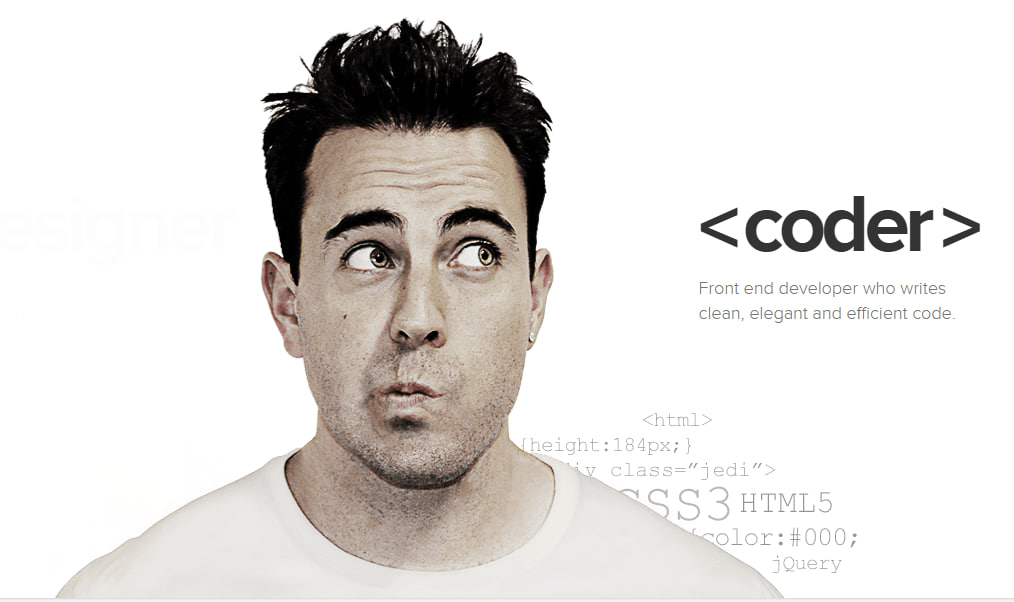 esigner
<coder>
Front end developer who writes
clean, elegant and efficient code.
<html>
{height:184px;}
class=”jedi”>
SS3 HTML5
{color:#000;
jQuery